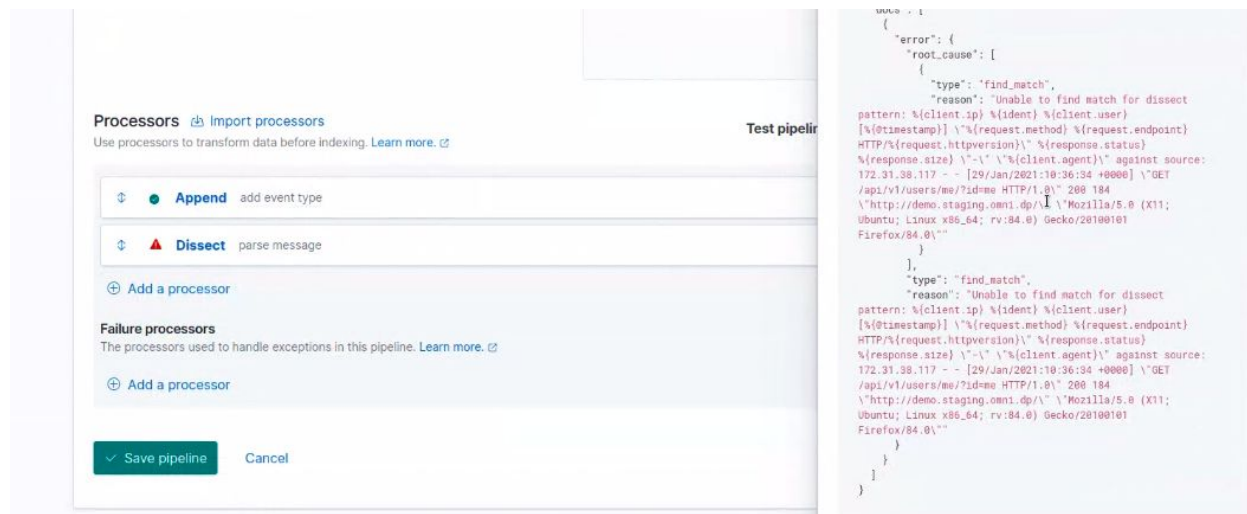 Processors Import processors
Use processors to transform data before indexing. Learn more.
Test pipelin
Append add event type
Dissect parse message
Add a processor
Failure processors
The processors used to handle exceptions in this pipeline. Learn more.
Add a processor
Save pipeline Cancel
"docs": [
{
"error": {
"root_cause": [
{
"type": "find_match",
"reason": "Unable to find match for dissect
pattern: %{client.ip} %{ident} %{client.user}
[%{@timestamp}] \"%{request.method} %{request.endpoint}
HTTP/%{request.httpversion}\" %{response.status}
%{response.size} \"-\" \"%{client.agent}\" against source:
172.31.38.117 - - [29/Jan/2021:10:36:34 +0000] \"GET
/api/v1/users/me/?id=me HTTP/1.0\" 200 184
\"http://demo.staging.omni.dp/\" \"Mozilla/5.0 (X11;
Ubuntu; Linux x86_64; rv:84.0) Gecko/20100101
Firefox/84.0\""
}
],
"type": "find_match",
"reason": "Unable to find match for dissect
pattern: %{client.ip} %{ident} %{client.user}
[%{@timestamp}] \"%{request.method} %{request.endpoint}
HTTP/%{request.httpversion}\" %{response.status}
%{response.size} \"-\" \"%{client.agent}\" against source:
172.31.38.117 - - [29/Jan/2021:10:36:34 +0000] \"GET
/api/v1/users/me/?id=me HTTP/1.0\" 200 184
\"http://demo.staging.omni.dp/\" \"Mozilla/5.0 (X11;
Ubuntu; Linux x86_64; rv:84.0) Gecko/20100101
Firefox/84.0\""
}
}
]
}